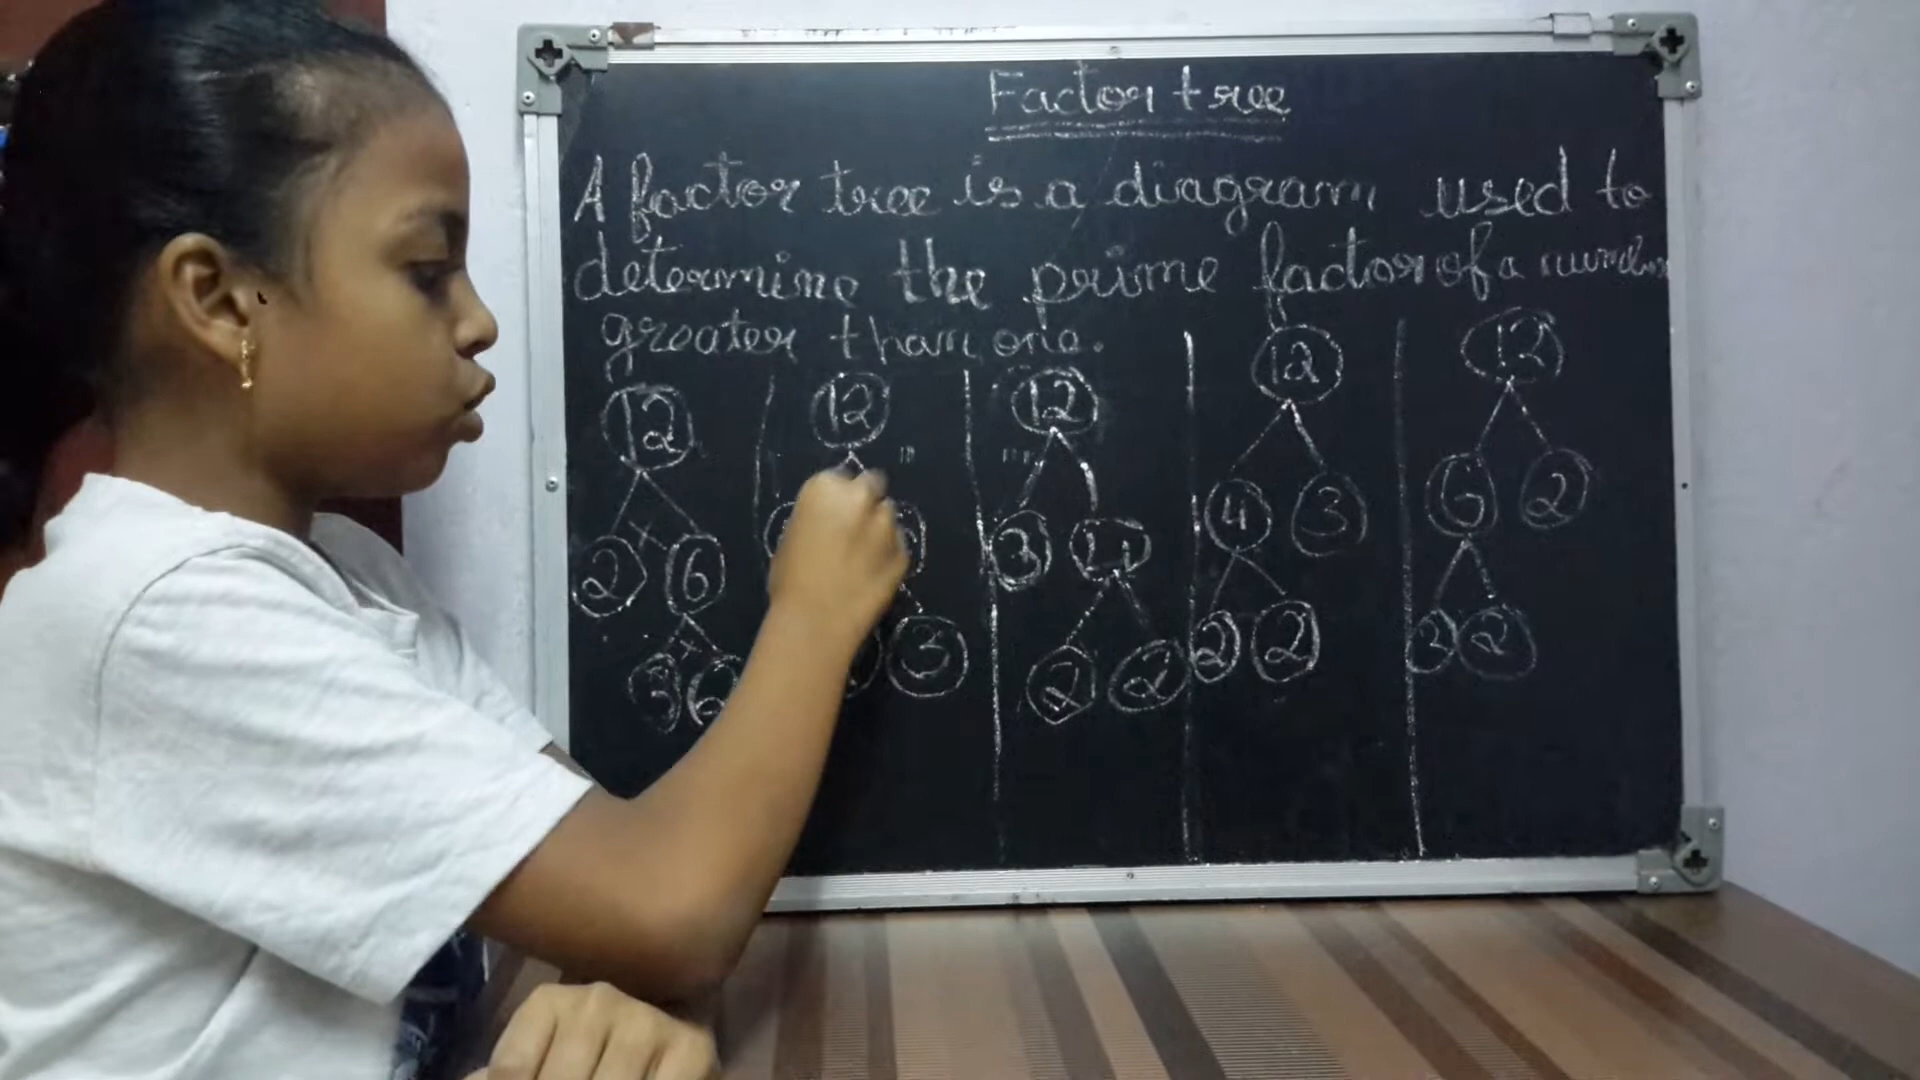 Factor tree
A factor tree is a diagram used to
determine the prime factor of a number
greater than one.
12 12 12 12 12
2 × 6 3 4 4 3 6 2
3 × 6 3 2 2 2 2 3 2